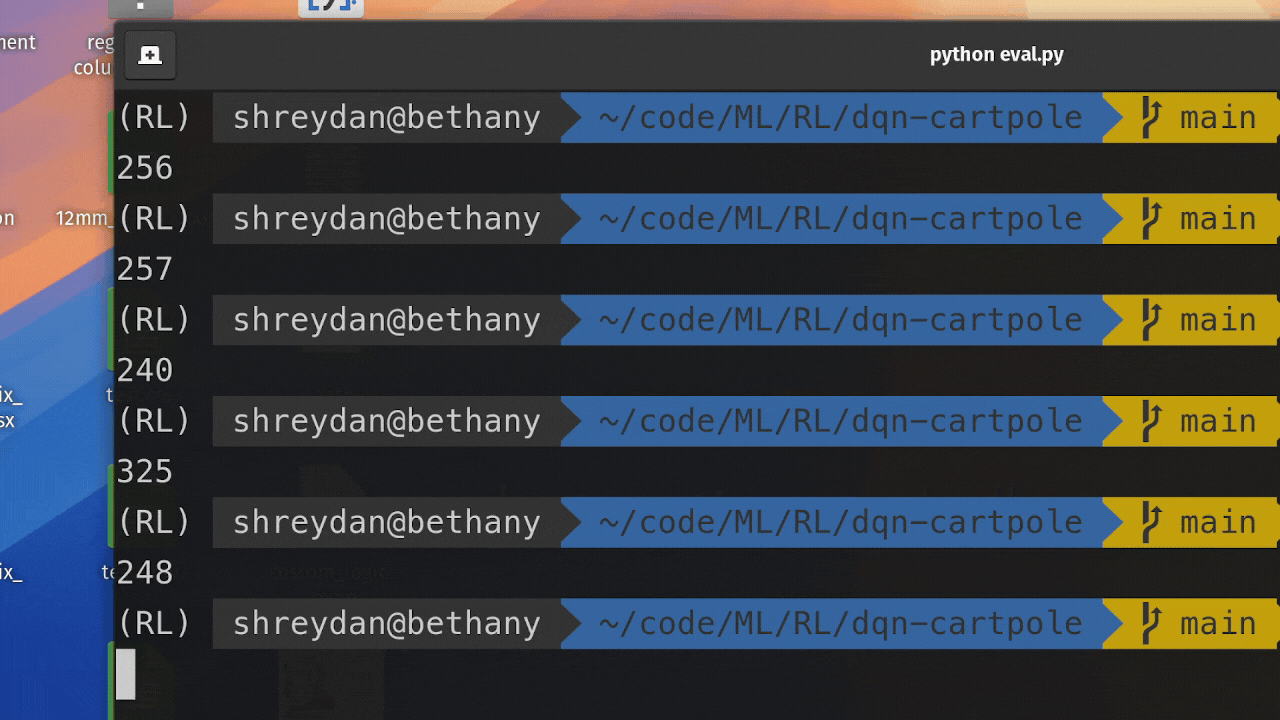 python eval.py
nent
reg
colu
(RL) shreydan@bethany ~/code/ML/RL/dqn-cartpole main
256
on
12mm_
(RL) shreydan@bethany ~/code/ML/RL/dqn-cartpole main
257
(RL) shreydan@bethany ~/code/ML/RL/dqn-cartpole main
240
ix_
sx
t
(RL) shreydan@bethany ~/code/ML/RL/dqn-cartpole main
325
(RL) shreydan@bethany ~/code/ML/RL/dqn-cartpole main
ix_
te
248
(RL) shreydan@bethany ~/code/ML/RL/dqn-cartpole main